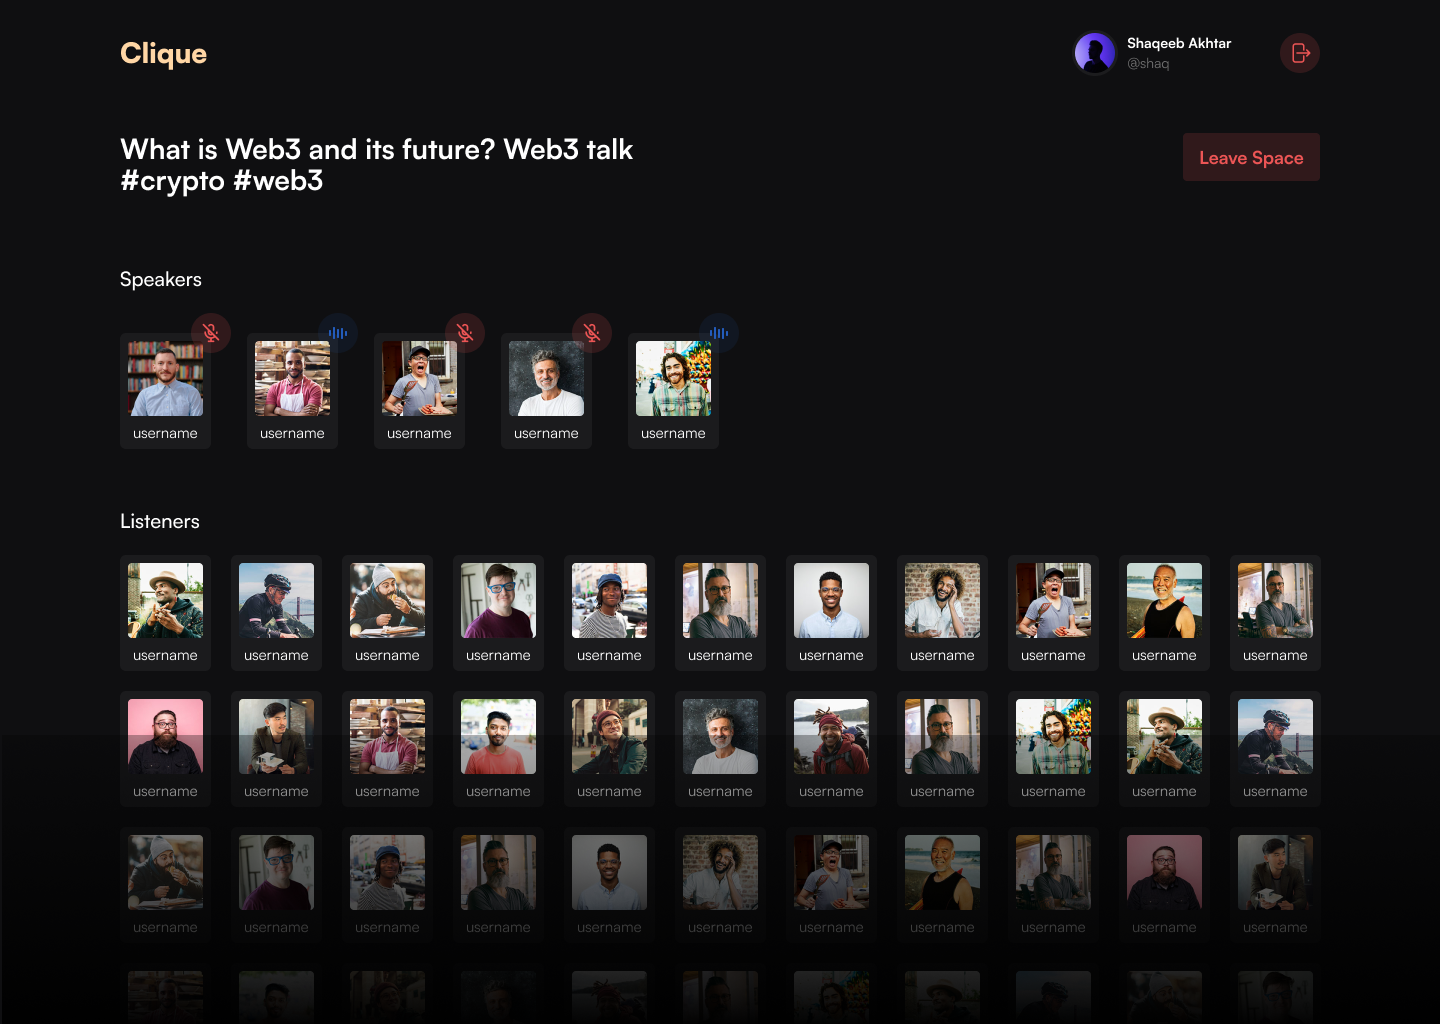 Clique
Shaqeeb Akhtar
@shaq
What is Web3 and its future? Web3 talk
#crypto #web3
Leave Space
Speakers
username username username username username
Listeners
username username username username username username username username username username username
username username username username username username username username username username username
username username username username username username username username username username username